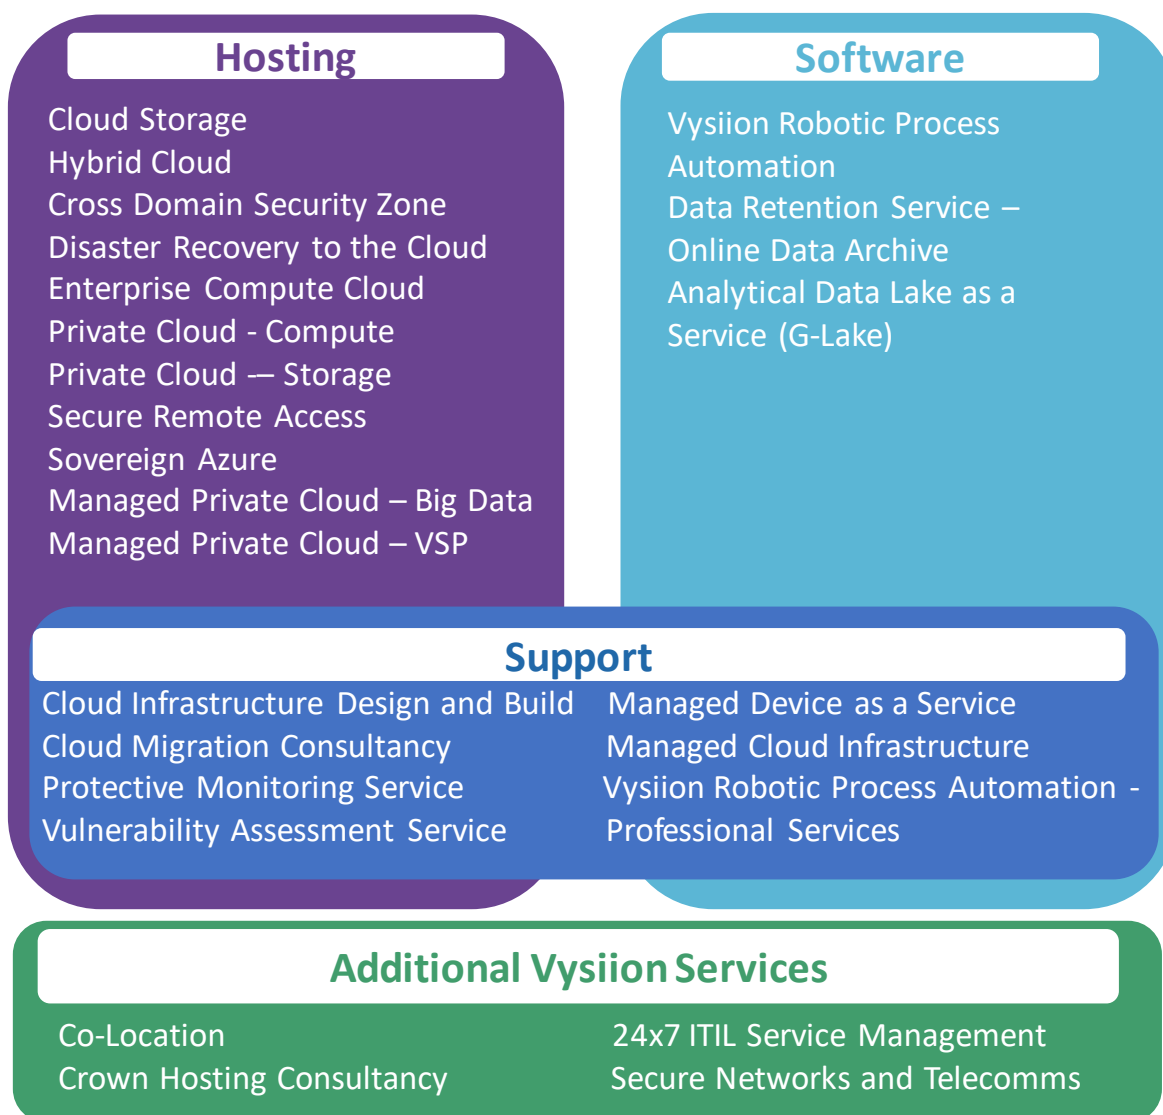 Hosting
Cloud Storage
Hybrid Cloud
Cross Domain Security Zone
Disaster Recovery to the Cloud
Enterprise Compute Cloud
Private Cloud - Compute
Private Cloud -– Storage
Secure Remote Access
Sovereign Azure
Managed Private Cloud – Big Data
Managed Private Cloud – VSP
Software
Vysiion Robotic Process
Automation
Data Retention Service –
Online Data Archive
Analytical Data Lake as a
Service (G-Lake)
Support
Cloud Infrastructure Design and Build
Cloud Migration Consultancy
Protective Monitoring Service
Vulnerability Assessment Service
Managed Device as a Service
Managed Cloud Infrastructure
Vysiion Robotic Process Automation -
Professional Services
Additional Vysiion Services
Co-Location
Crown Hosting Consultancy
24x7 ITIL Service Management
Secure Networks and Telecomms